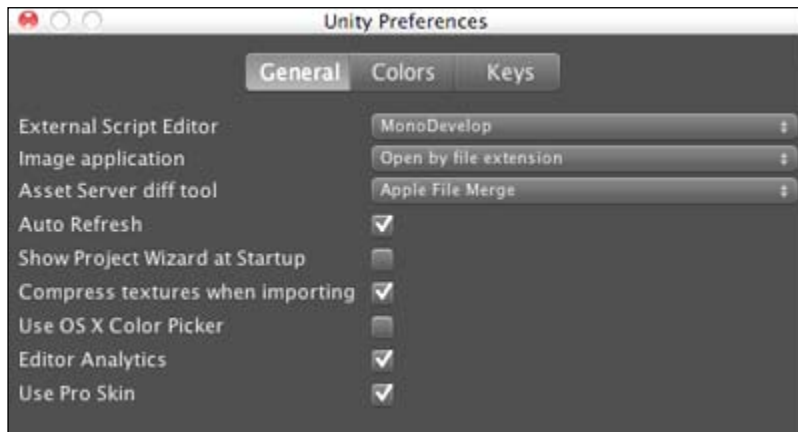 Unity Preferences
General Colors Keys
External Script Editor MonoDevelop
Image application Open by file extension
Asset Server diff tool Apple File Merge
Auto Refresh
Show Project Wizard at Startup
Compress textures when importing
Use OS X Color Picker
Editor Analytics
Use Pro Skin